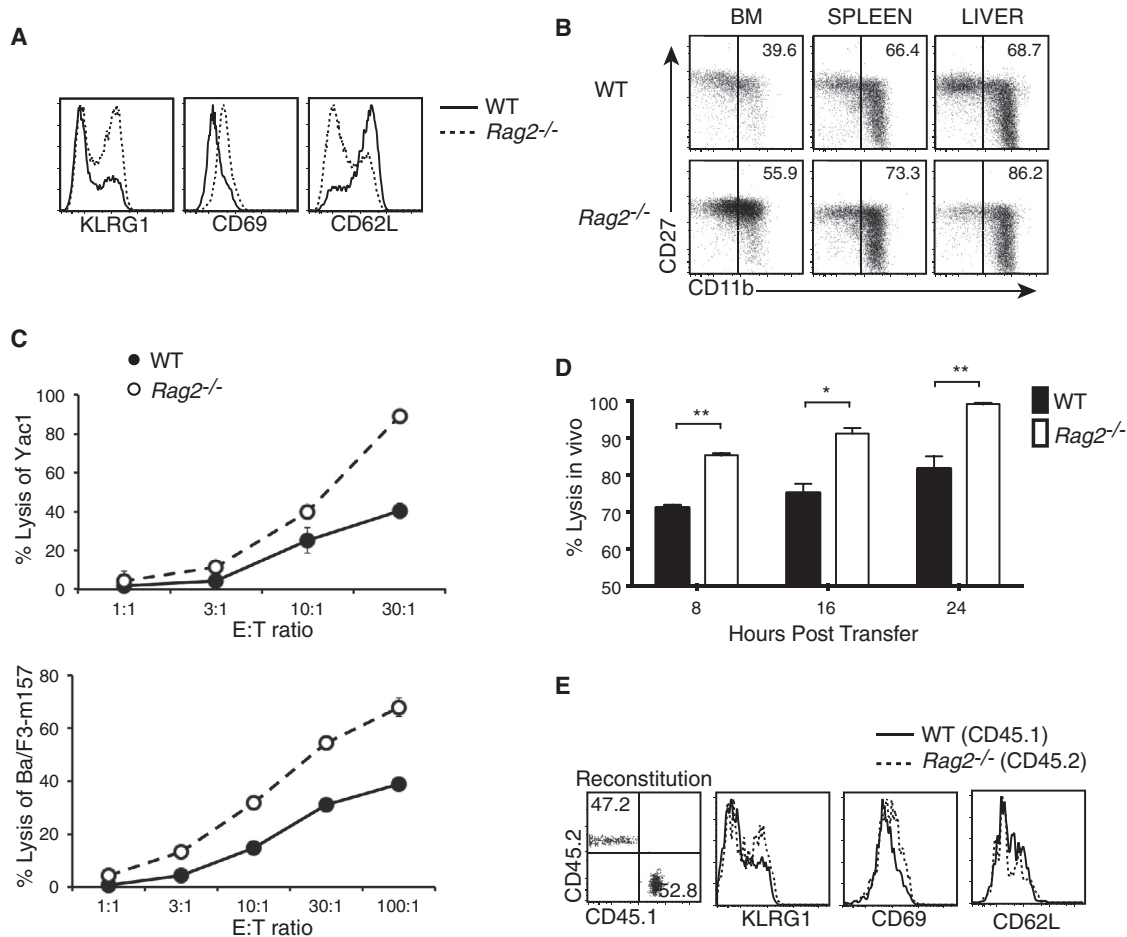 A
WT
Rag2-/-
KLRG1
CD69
CD62L
B
BM
SPLEEN
LIVER
WT
39.6
66.4
68.7
Rag2-/-
55.9
73.3
86.2
CD27
CD11b
C
WT
Rag2-/-
% Lysis of Yac1
100
80
60
40
20
0
1:1
3:1
10:1
30:1
E:T ratio
% Lysis of Ba/F3-m157
80
60
40
20
0
1:1
3:1
10:1
30:1
100:1
E:T ratio
D
WT
Rag2-/-
% Lysis in vivo
100
90
80
70
60
50
**
*
**
8
16
24
Hours Post Transfer
E
WT (CD45.1)
Rag2-/- (CD45.2)
Reconstitution
47.2
52.8
CD45.2
CD45.1
KLRG1
CD69
CD62L